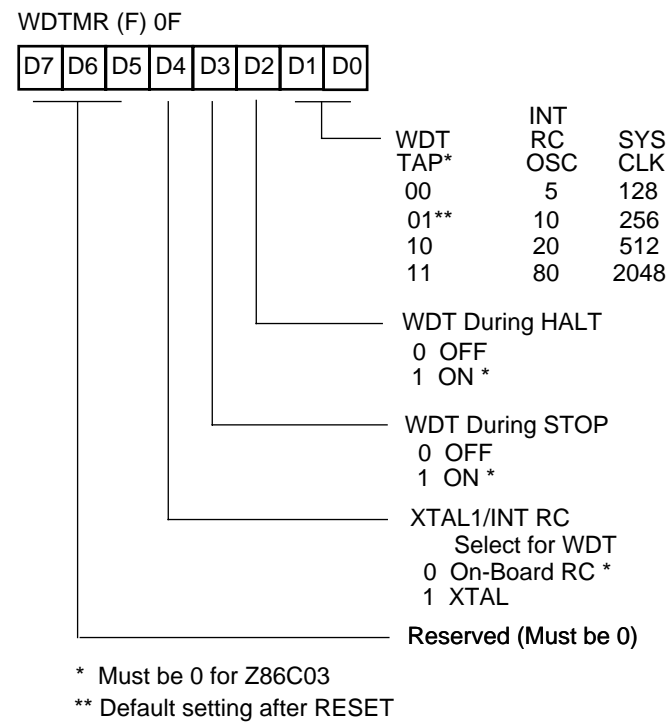 WDTMR (F) 0F
D7 D6 D5 D4 D3 D2 D1 D0
INT
WDT RC SYS
TAP* OSC CLK
00 5 128
01** 10 256
10 20 512
11 80 2048
WDT During HALT
0 OFF
1 ON *
WDT During STOP
0 OFF
1 ON *
XTAL1/INT RC
Select for WDT
0 On-Board RC *
1 XTAL
Reserved (Must be 0)
* Must be 0 for Z86C03
** Default setting after RESET